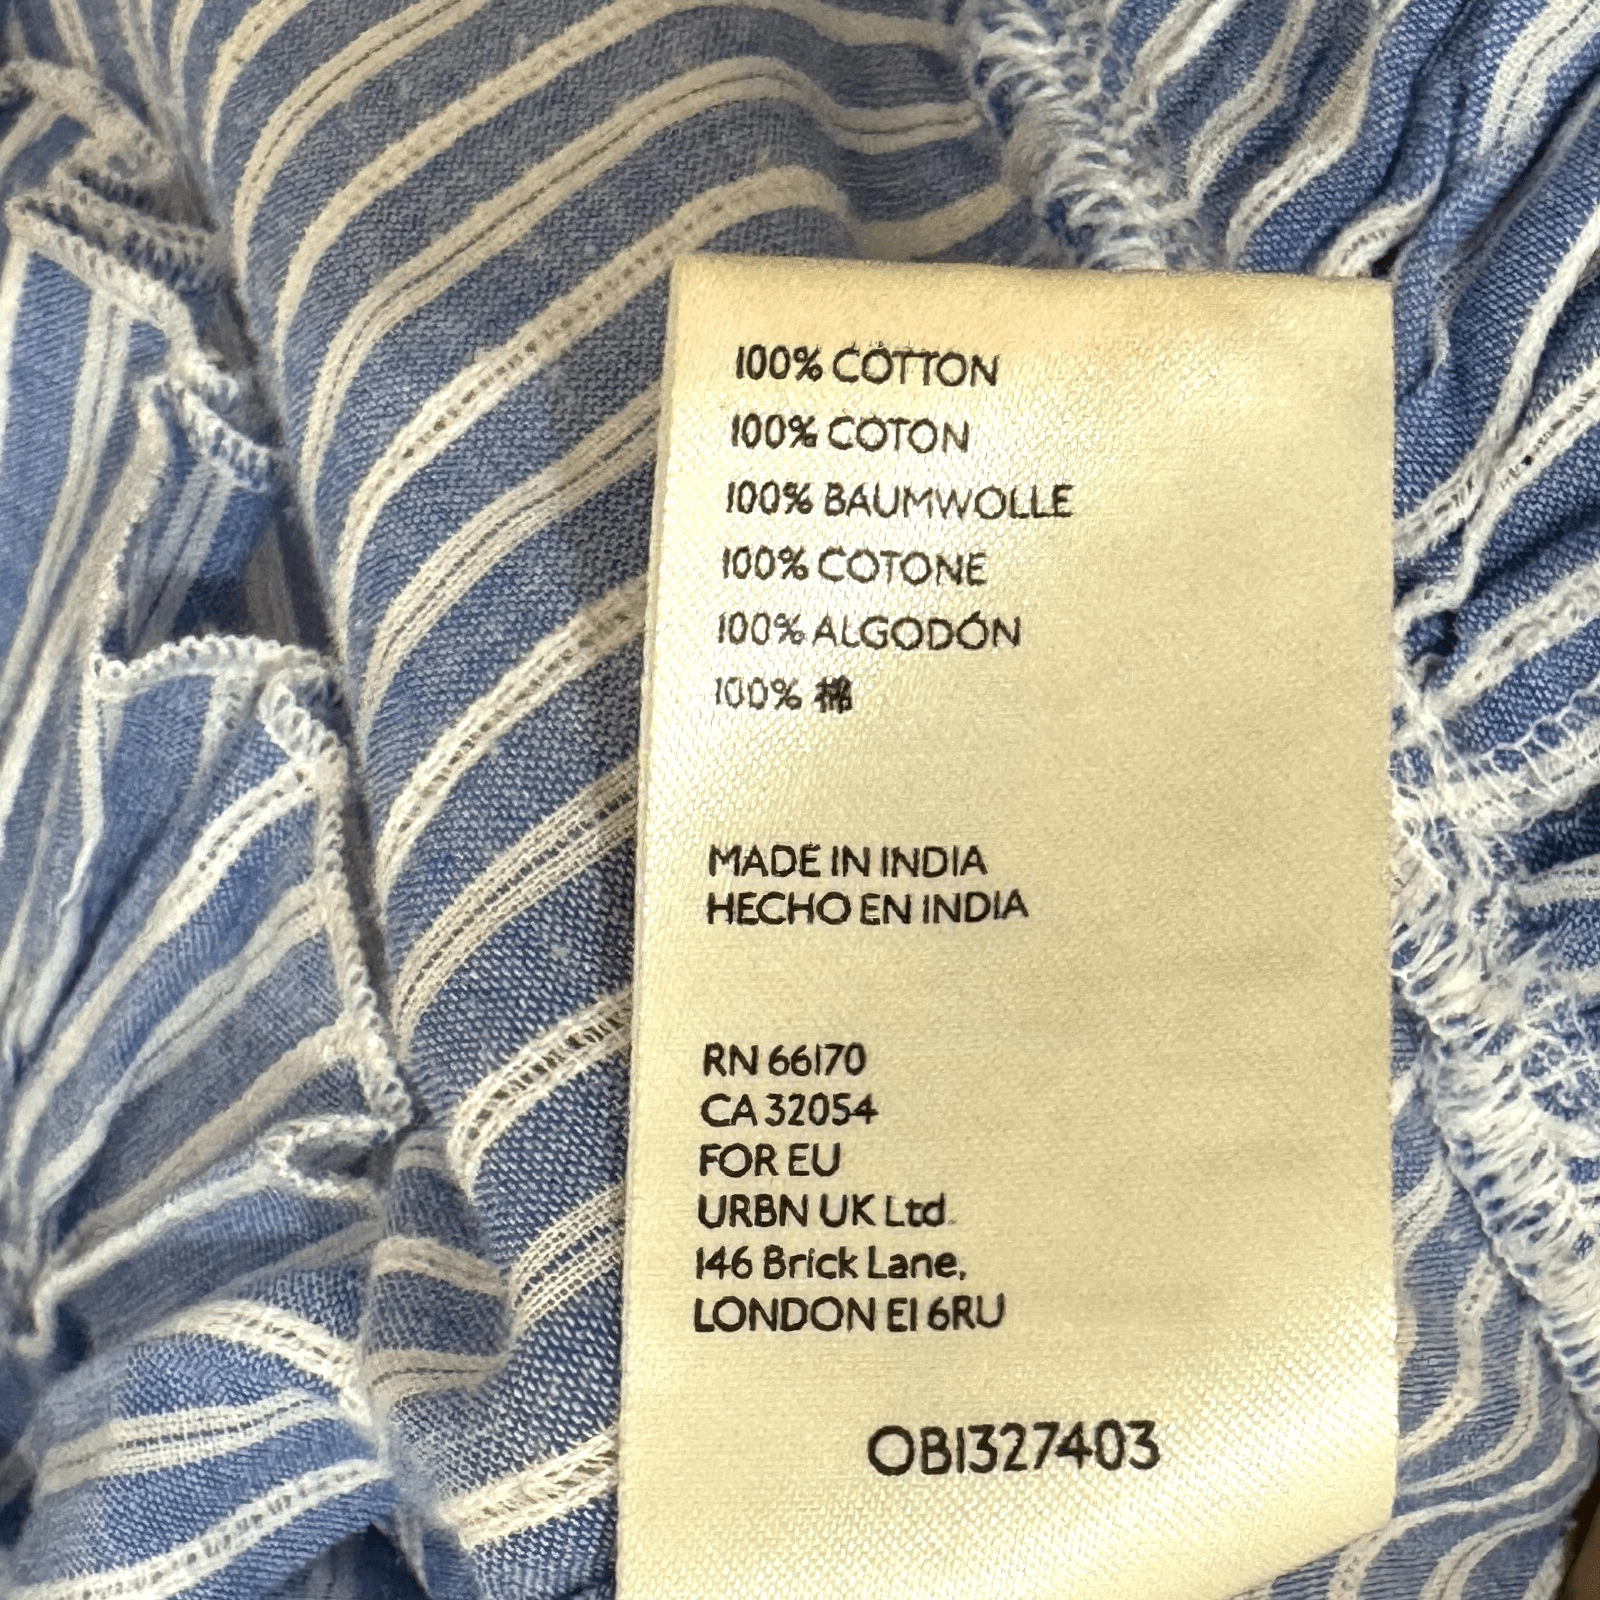 100% COTTON
100% COTON
100% BAUMWOLLE
100% COTONE
100% ALGODÓN
100% 棉
MADE IN INDIA
HECHO EN INDIA
RN 66170
CA 32054
FOR EU
URBN UK Ltd.
146 Brick Lane,
LONDON E1 6RU
OB1327403